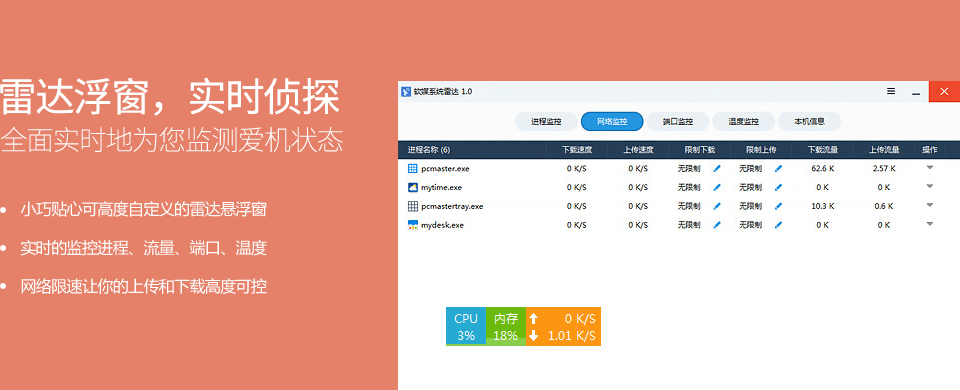 雷达浮窗，实时侦探
全面实时地为您监测爱机状态
小巧贴心可高度自定义的雷达悬浮窗
实时的监控进程、流量、端口、温度
网络限速让你的上传和下载高度可控
软媒系统雷达 1.0
进程监控 网络监控 端口监控 温度监控 本机信息
进程名称 (6) 下载速度 上传速度 限制下载 限制上传 下载流量 上传流量 操作
pcmaster.exe 0 K/S 0 K/S 无限制 无限制 62.6 K 2.57 K
mytime.exe 0 K/S 0 K/S 无限制 无限制 0 K 0 K
pcmastertray.exe 0 K/S 0 K/S 无限制 无限制 10.3 K 0.6 K
mydesk.exe 0 K/S 0 K/S 无限制 无限制 0 K 0 K
CPU 内存 0 K/S
3% 18% 1.01 K/S